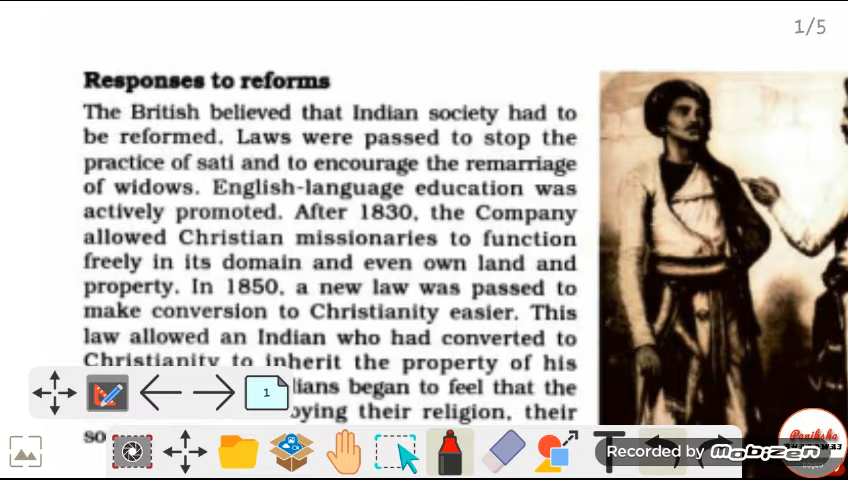 1/5
Responses to reforms
The British believed that Indian society had to
be reformed. Laws were passed to stop the
practice of sati and to encourage the remarriage
of widows. English-language education was
actively promoted. After 1830, the Company
allowed Christian missionaries to function
freely in its domain and even own land and
property. In 1850, a new law was passed to
make conversion to Christianity easier. This
law allowed an Indian who had converted to
Christianity to inherit the property of his
began to feel that the
their religion, their
1
T
Recorded by Mobizen